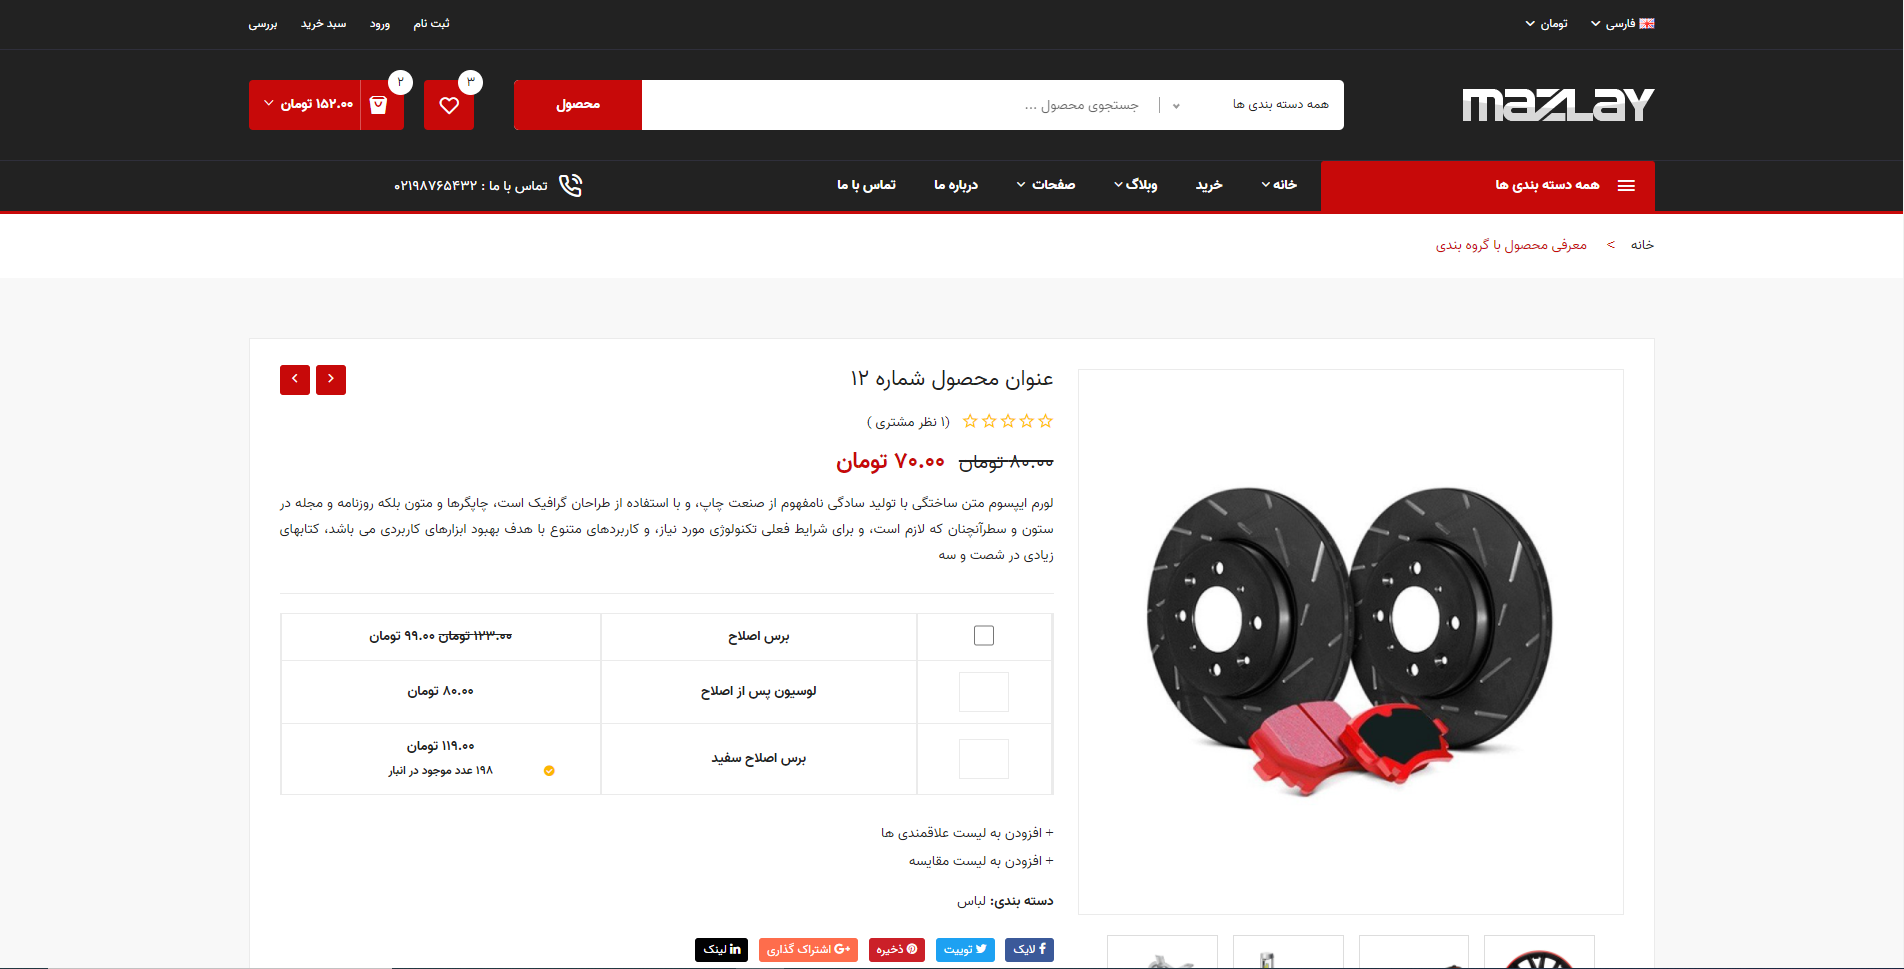 فارسی
تومان
ثبت نام
ورود
سبد خرید
بررسی
mazlay
همه دسته بندی ها
جستجوی محصول ...
محصول
۳
۲
۱۵۲.۰۰ تومان
همه دسته بندی ها
خانه
خرید
وبلاگ
صفحات
درباره ما
تماس با ما
تماس با ما : ۰۲۱۹۸۷۶۵۴۳۲
خانه > معرفی محصول با گروه بندی
عنوان محصول شماره ۱۲
(۱ نظر مشتری )
۸۰.۰۰ تومان ۷۰.۰۰ تومان
لورم ایپسوم متن ساختگی با تولید سادگی نامفهوم از صنعت چاپ، و با استفاده از طراحان گرافیک است، چاپگرها و متون بلکه روزنامه و مجله در
ستون و سطرآنچنان که لازم است، و برای شرایط فعلی تکنولوژی مورد نیاز، و کاربردهای متنوع با هدف بهبود ابزارهای کاربردی می باشد، کتابهای
زیادی در شصت و سه
برس اصلاح
۱۲۳.۰۰ تومان ۹۹.۰۰ تومان
لوسیون پس از اصلاح
۸۰.۰۰ تومان
برس اصلاح سفید
۱۱۹.۰۰ تومان
۱۹۸ عدد موجود در انبار
+ افزودن به لیست علاقمندی ها
+ افزودن به لیست مقایسه
دسته بندی: لباس
لایک
توییت
ذخیره
اشتراک گذاری
لینک